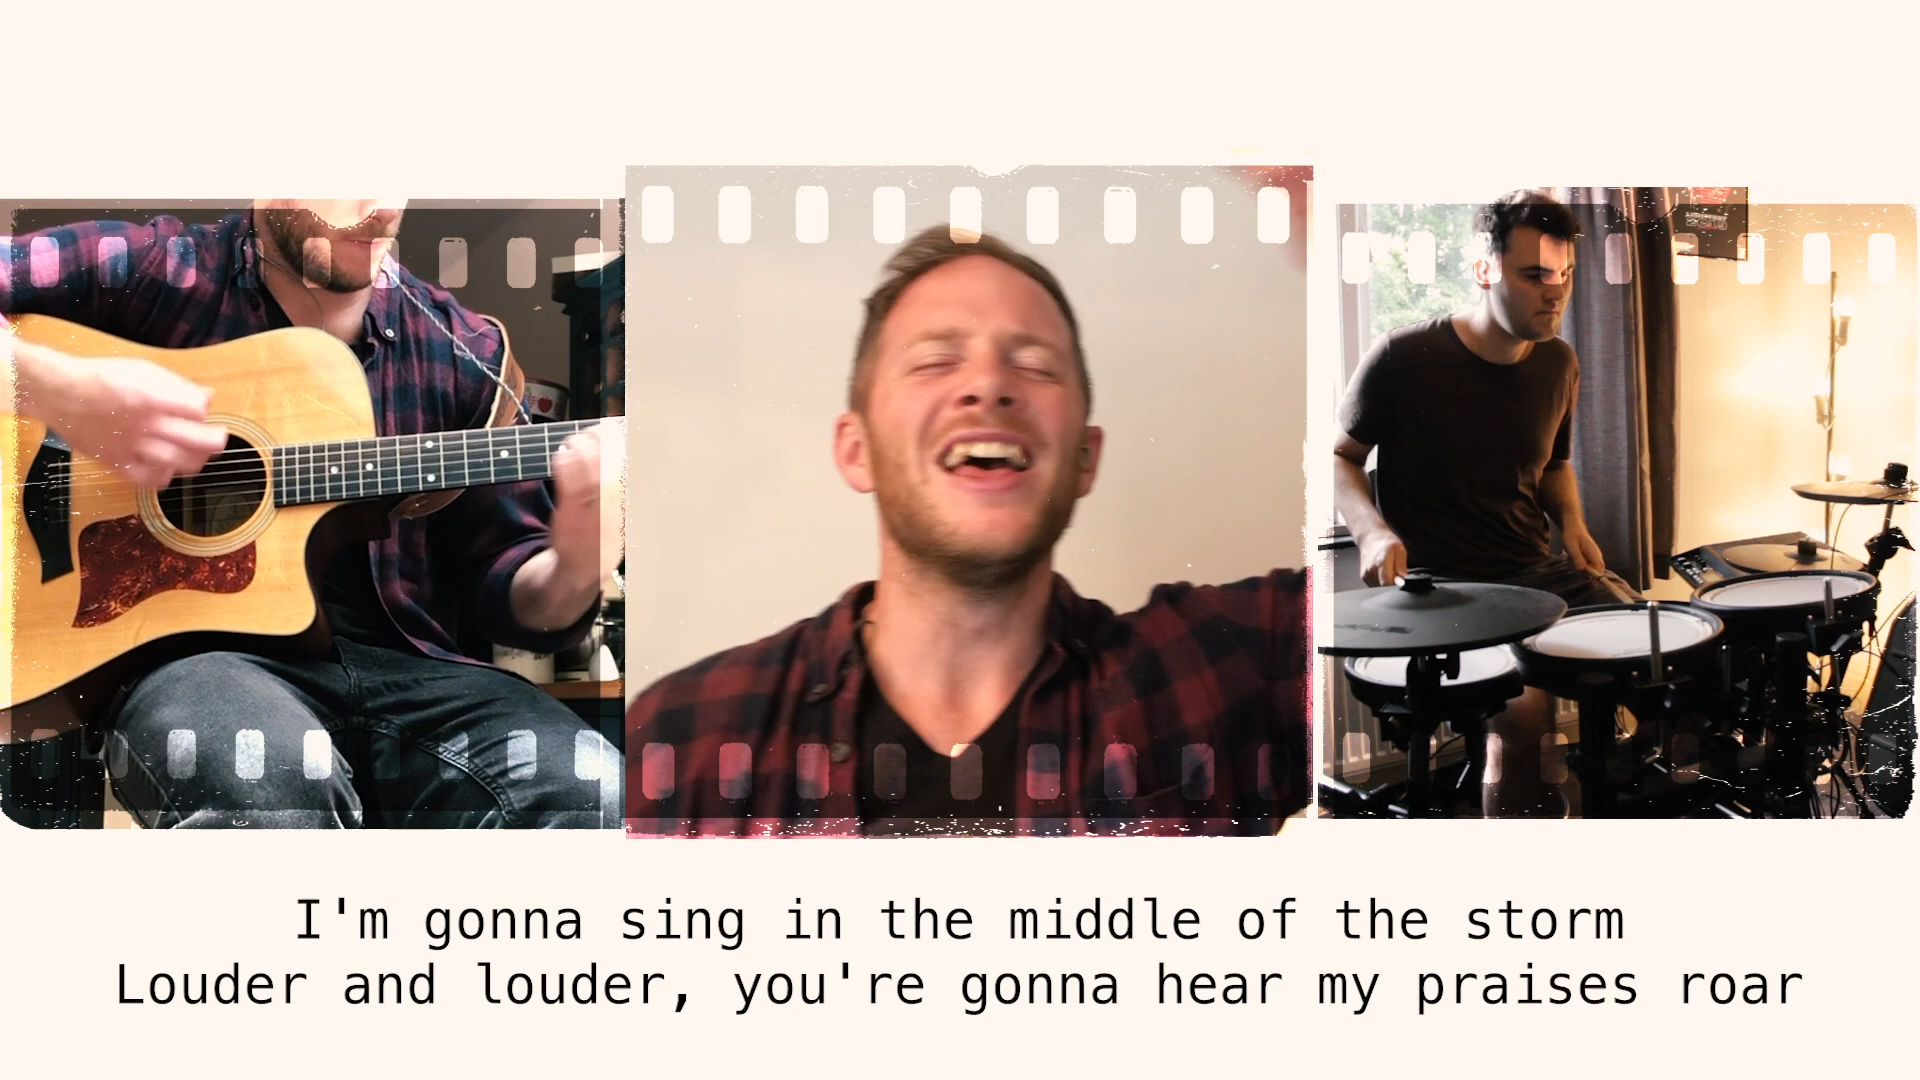 I'm gonna sing in the middle of the storm
Louder and louder, you're gonna hear my praises roar